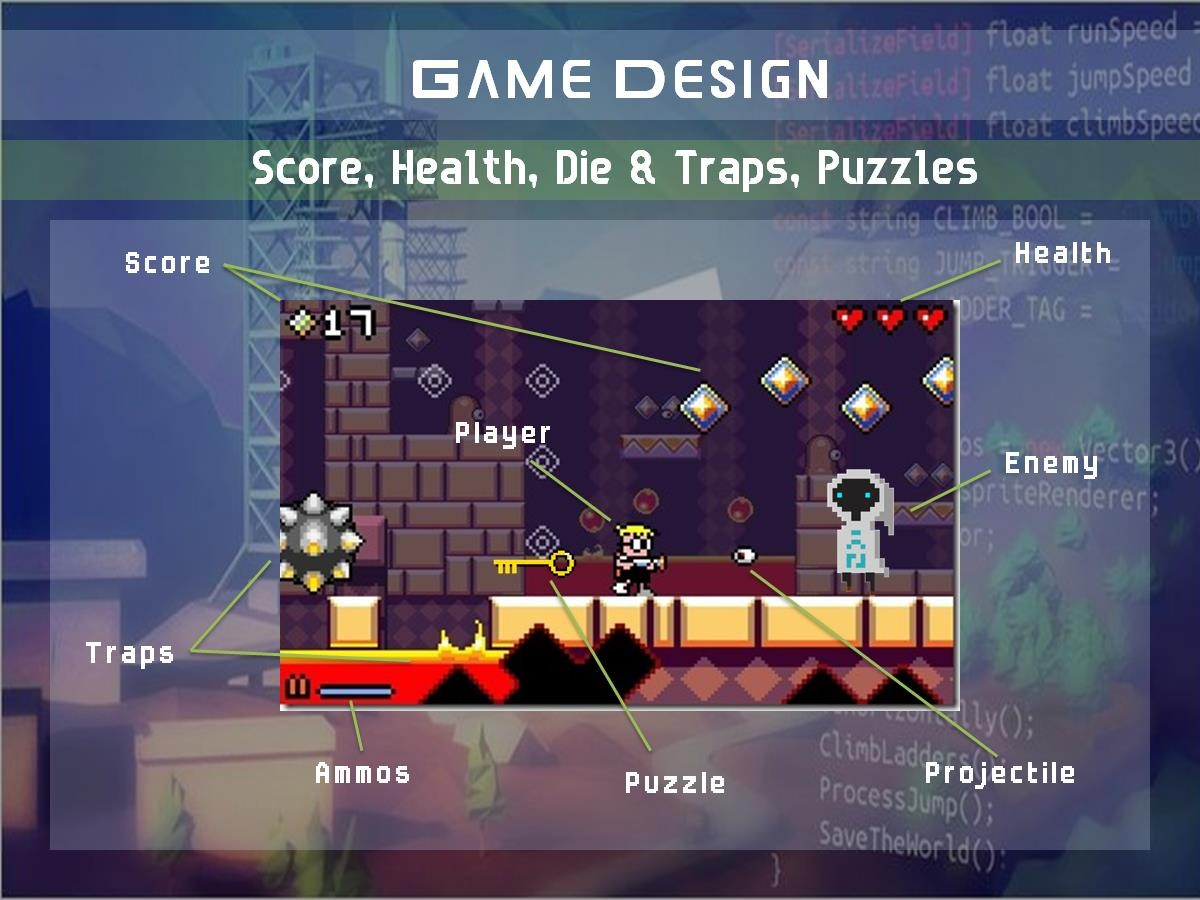 [SerializeField] float runSpeed =
GAME DESIGN
[SerializeField] float jumpSpeed
[SerializeField] float climbSpeed
Score, Health, Die & Traps, Puzzles
const string CLIMB_BOOL =
Score
Health
const string JUMP_TRIGGER =
DDER_TAG =
17
Player
Vector3()
Enemy
spriteRenderer;
or;
Traps
ClimbLadders();
Ammos
Puzzle
Projectile
ProcessJump();
SaveTheWorld();
}